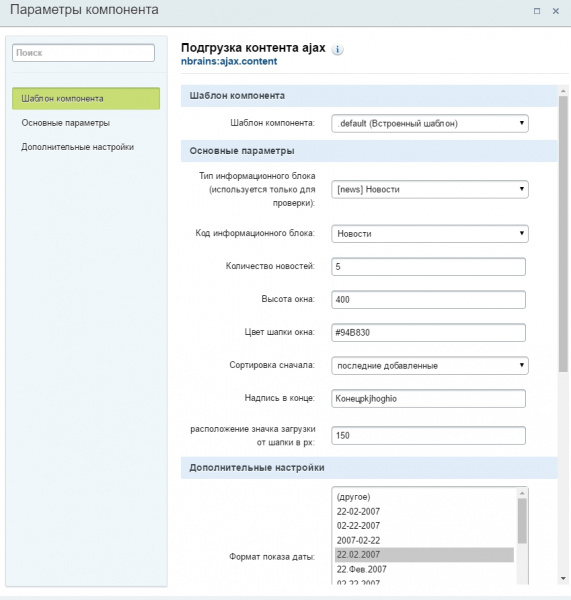 Параметры компонента
Поиск
Шаблон компонента
Основные параметры
Дополнительные настройки
Подгрузка контента ajax
nbrains:ajax.content
Шаблон компонента
Шаблон компонента:
.default (Встроенный шаблон)
Основные параметры
Тип информационного блока
(используется только для
проверки):
[news] Новости
Код информационного блока:
Новости
Количество новостей:
5
Высота окна:
400
Цвет шапки окна:
#94B830
Сортировка сначала:
последние добавленные
Надпись в конце:
Конецpkjhoghio
расположение значка загрузки
от шапки в px:
150
Дополнительные настройки
Формат показа даты:
(другое)
22-02-2007
02-22-2007
2007-02-22
22.02.2007
22.Фев.2007
02.22.2007